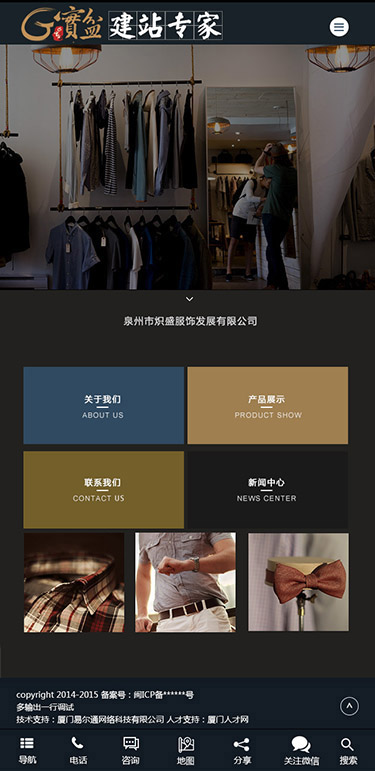 G寶盆 建站专家
泉州市炽盛服饰发展有限公司
关于我们
ABOUT US
产品展示
PRODUCT SHOW
联系我们
CONTACT US
新闻中心
NEWS CENTER
copyright 2014-2015 备案号：闽ICP备******号
多输出一行调试
技术支持：厦门易尔通网络科技有限公司 人才支持：厦门人才网
导航 电话 咨询 地图 分享 关注微信 搜索